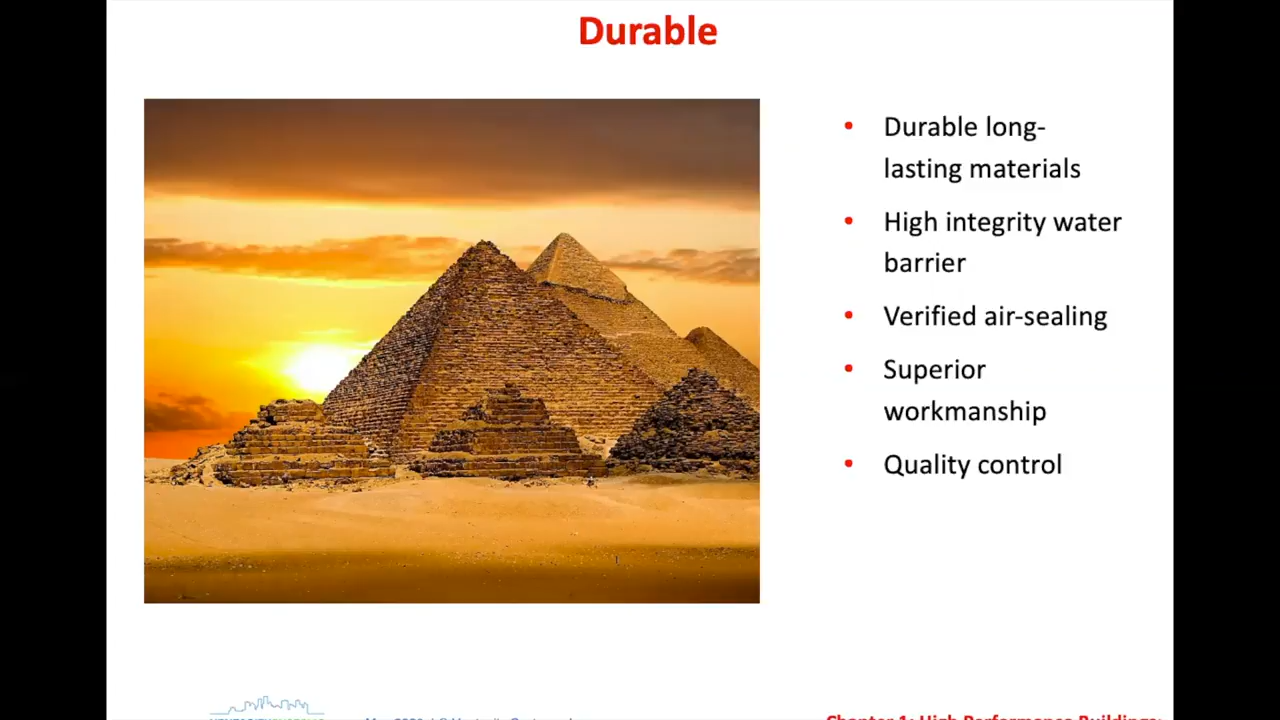 Durable
• Durable long-
lasting materials
• High integrity water
barrier
• Verified air-sealing
• Superior
workmanship
• Quality control
Chapter 1: High Performance Buildings: